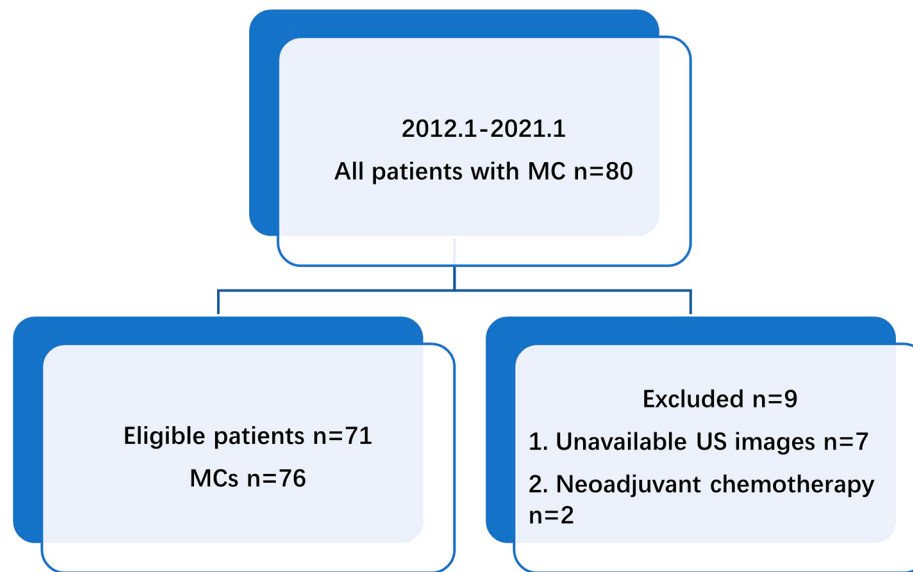 2012.1-2021.1
All patients with MC n=80
Eligible patients n=71
MCs n=76
Excluded n=9
1. Unavailable US images n=7
2. Neoadjuvant chemotherapy
n=2